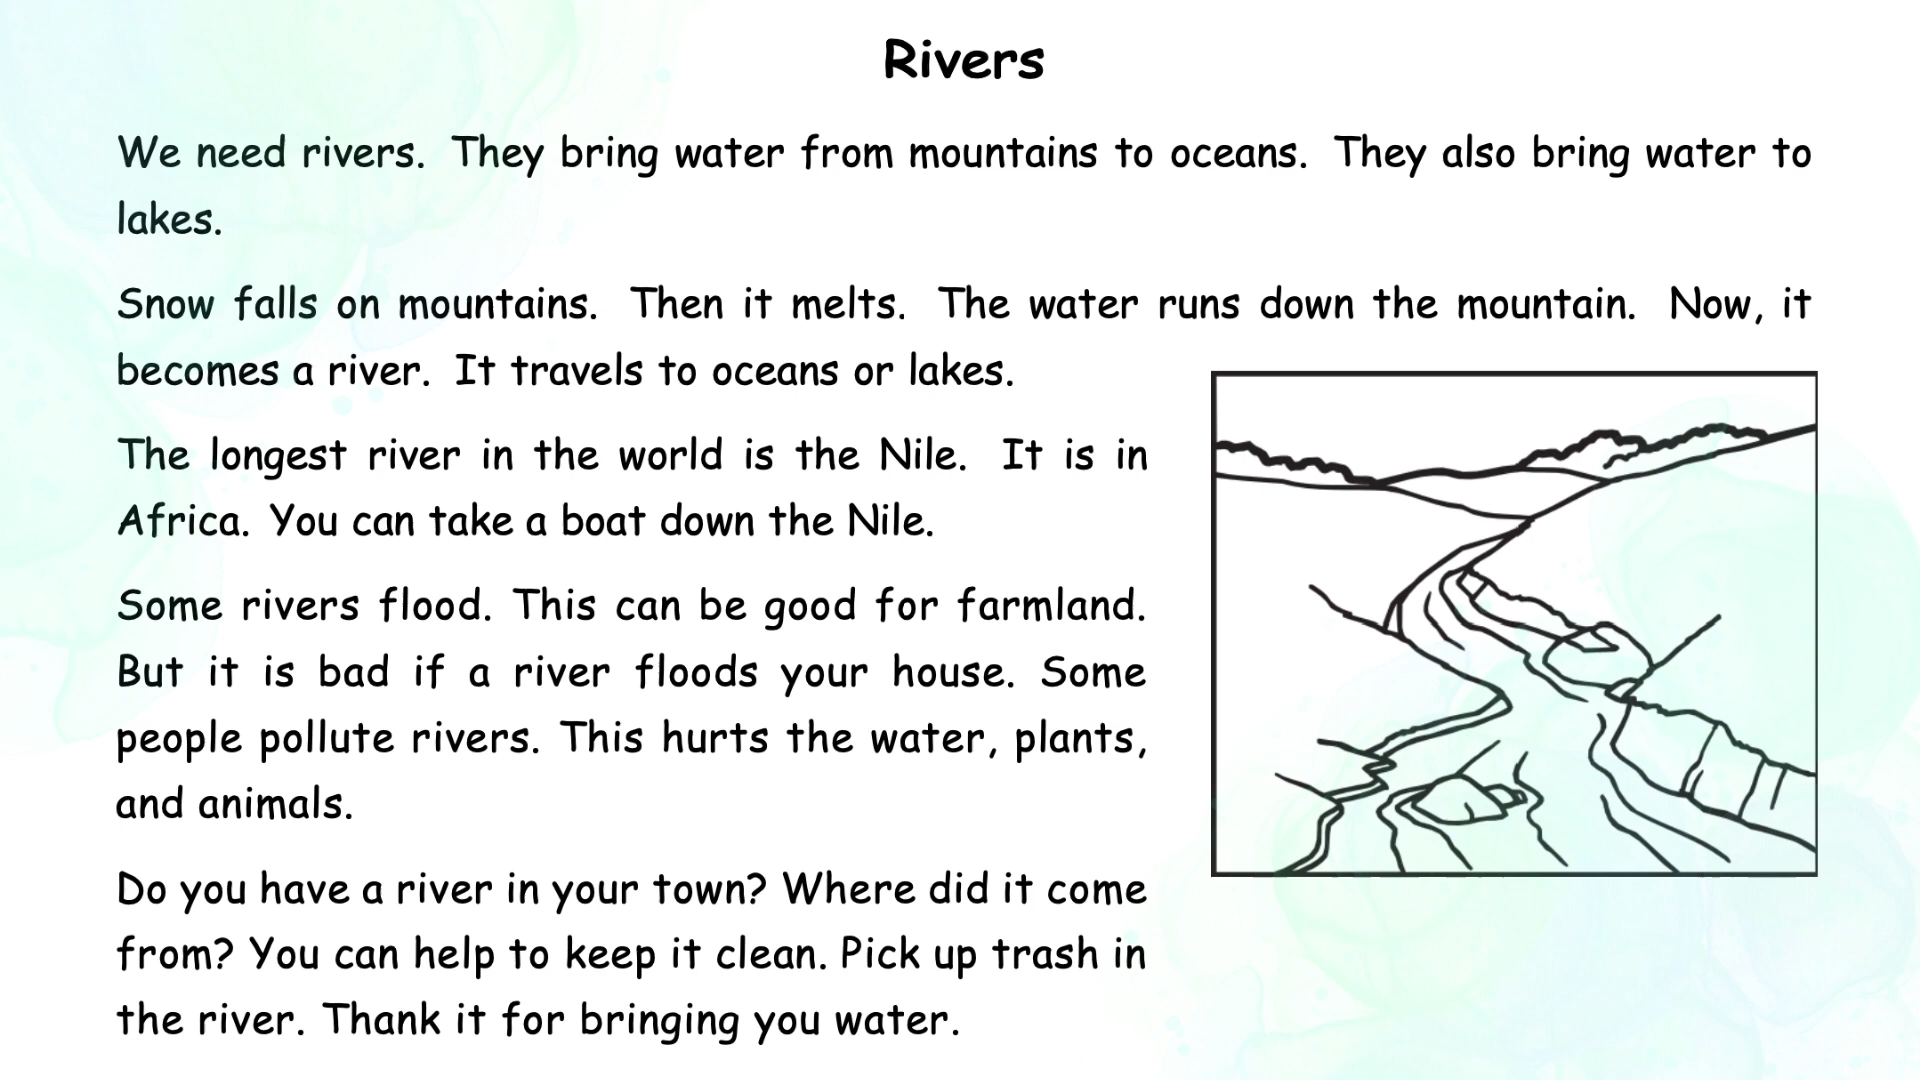 Rivers
We need rivers. They bring water from mountains to oceans. They also bring water to
lakes.
Snow falls on mountains. Then it melts. The water runs down the mountain. Now, it
becomes a river. It travels to oceans or lakes.
The longest river in the world is the Nile. It is in
Africa. You can take a boat down the Nile.
Some rivers flood. This can be good for farmland.
But it is bad if a river floods your house. Some
people pollute rivers. This hurts the water, plants,
and animals.
Do you have a river in your town? Where did it come
from? You can help to keep it clean. Pick up trash in
the river. Thank it for bringing you water.